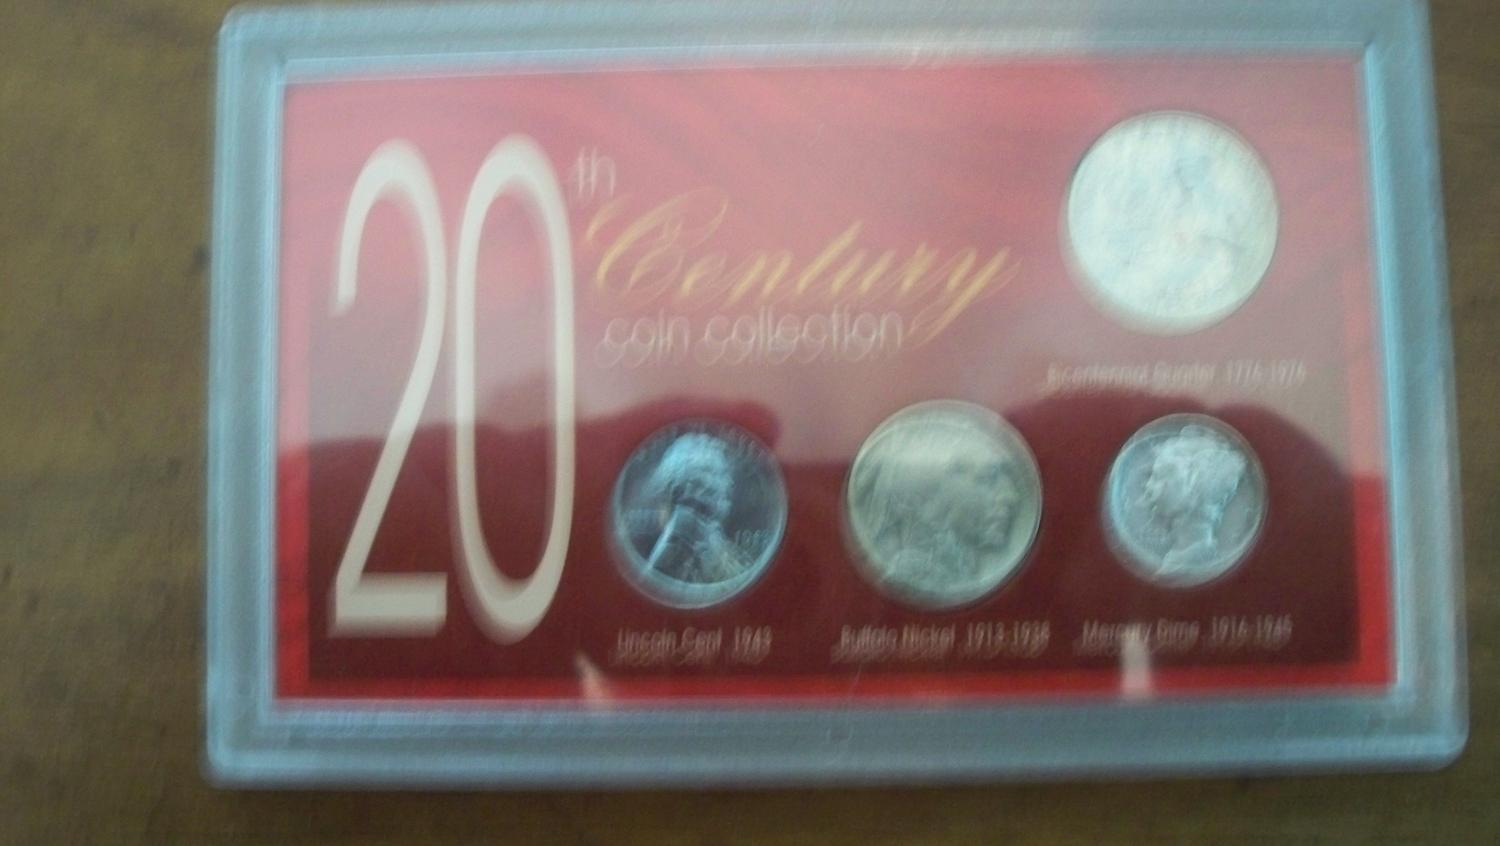 20th
Century
coin collection
Bicentennial Quarter 1776-1976
Lincoln Cent 1943
Buffalo Nickel 1913-1938
Mercury Dime 1916-1945